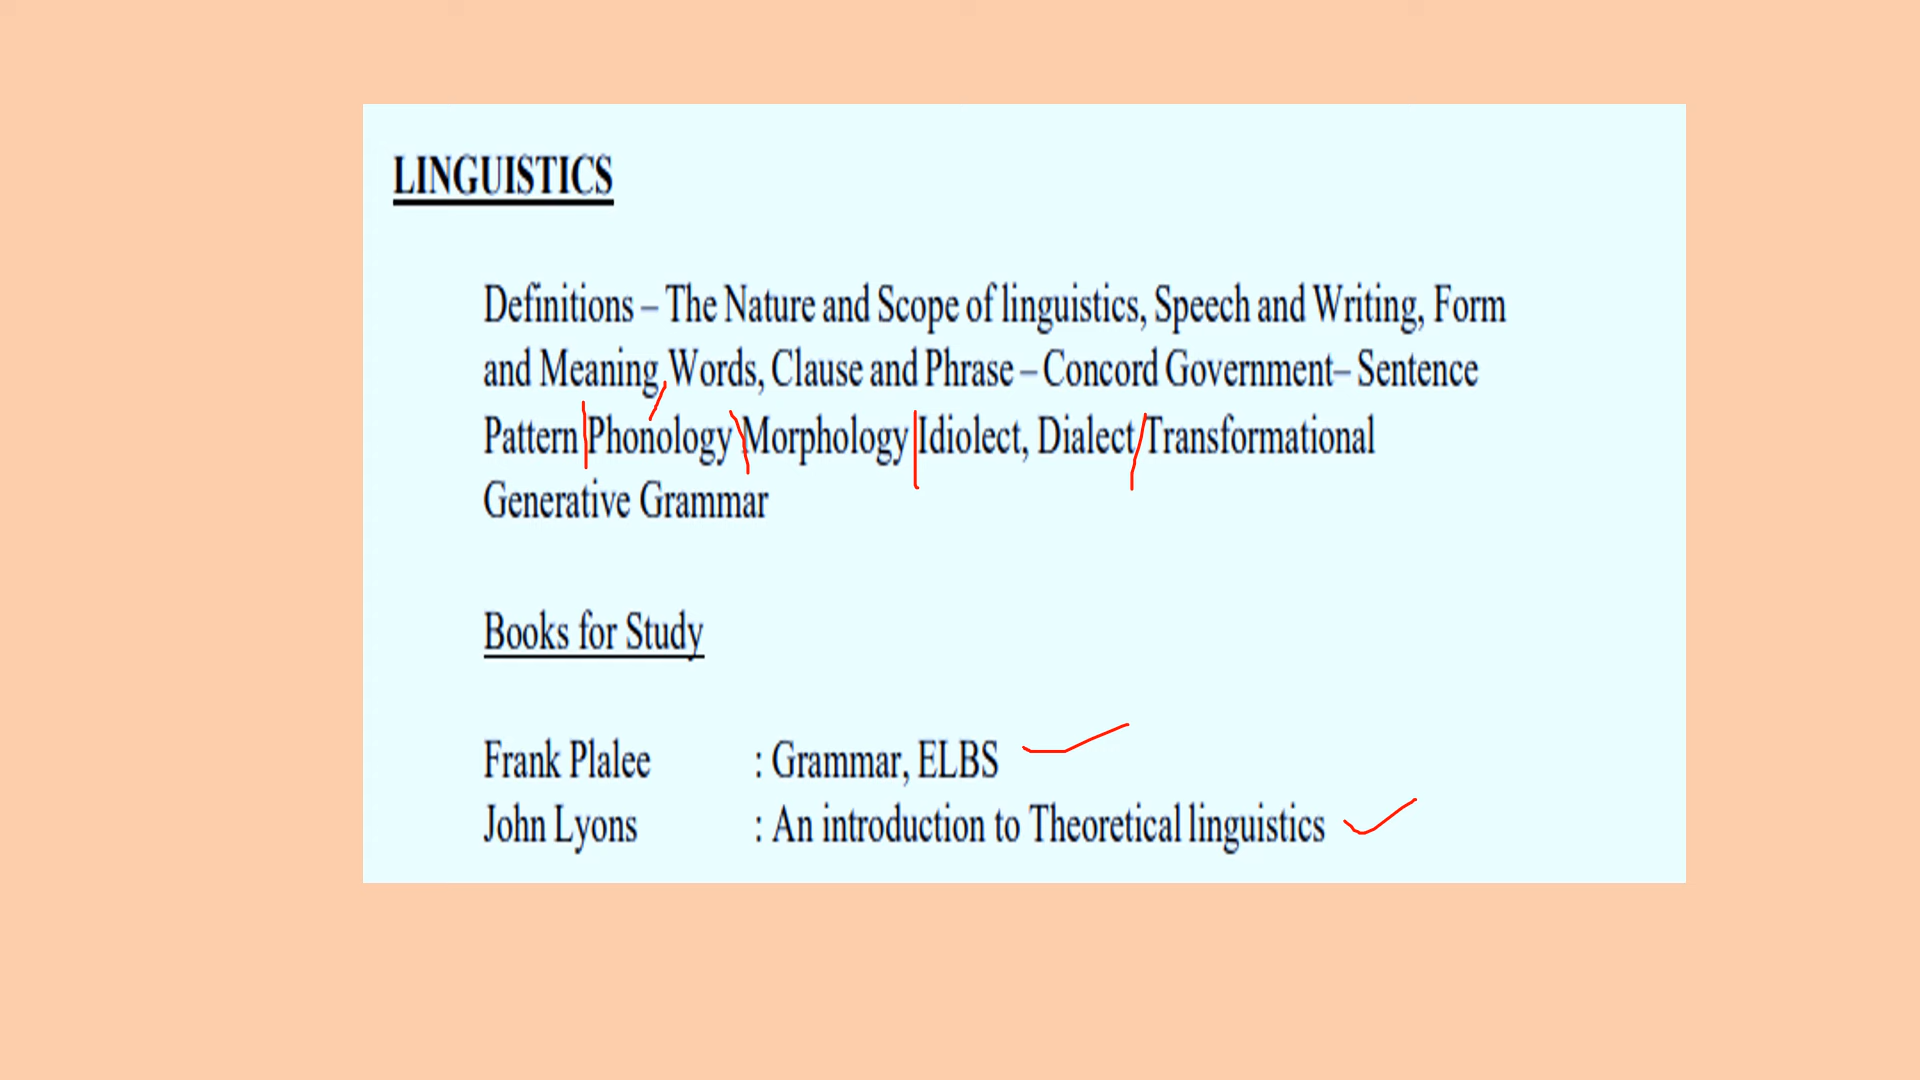 LINGUISTICS
Definitions – The Nature and Scope of linguistics, Speech and Writing, Form
and Meaning, Words, Clause and Phrase – Concord Government– Sentence
Pattern Phonology Morphology Idiolect, Dialect Transformational
Generative Grammar
Books for Study
Frank Plalee : Grammar, ELBS
John Lyons : An introduction to Theoretical linguistics